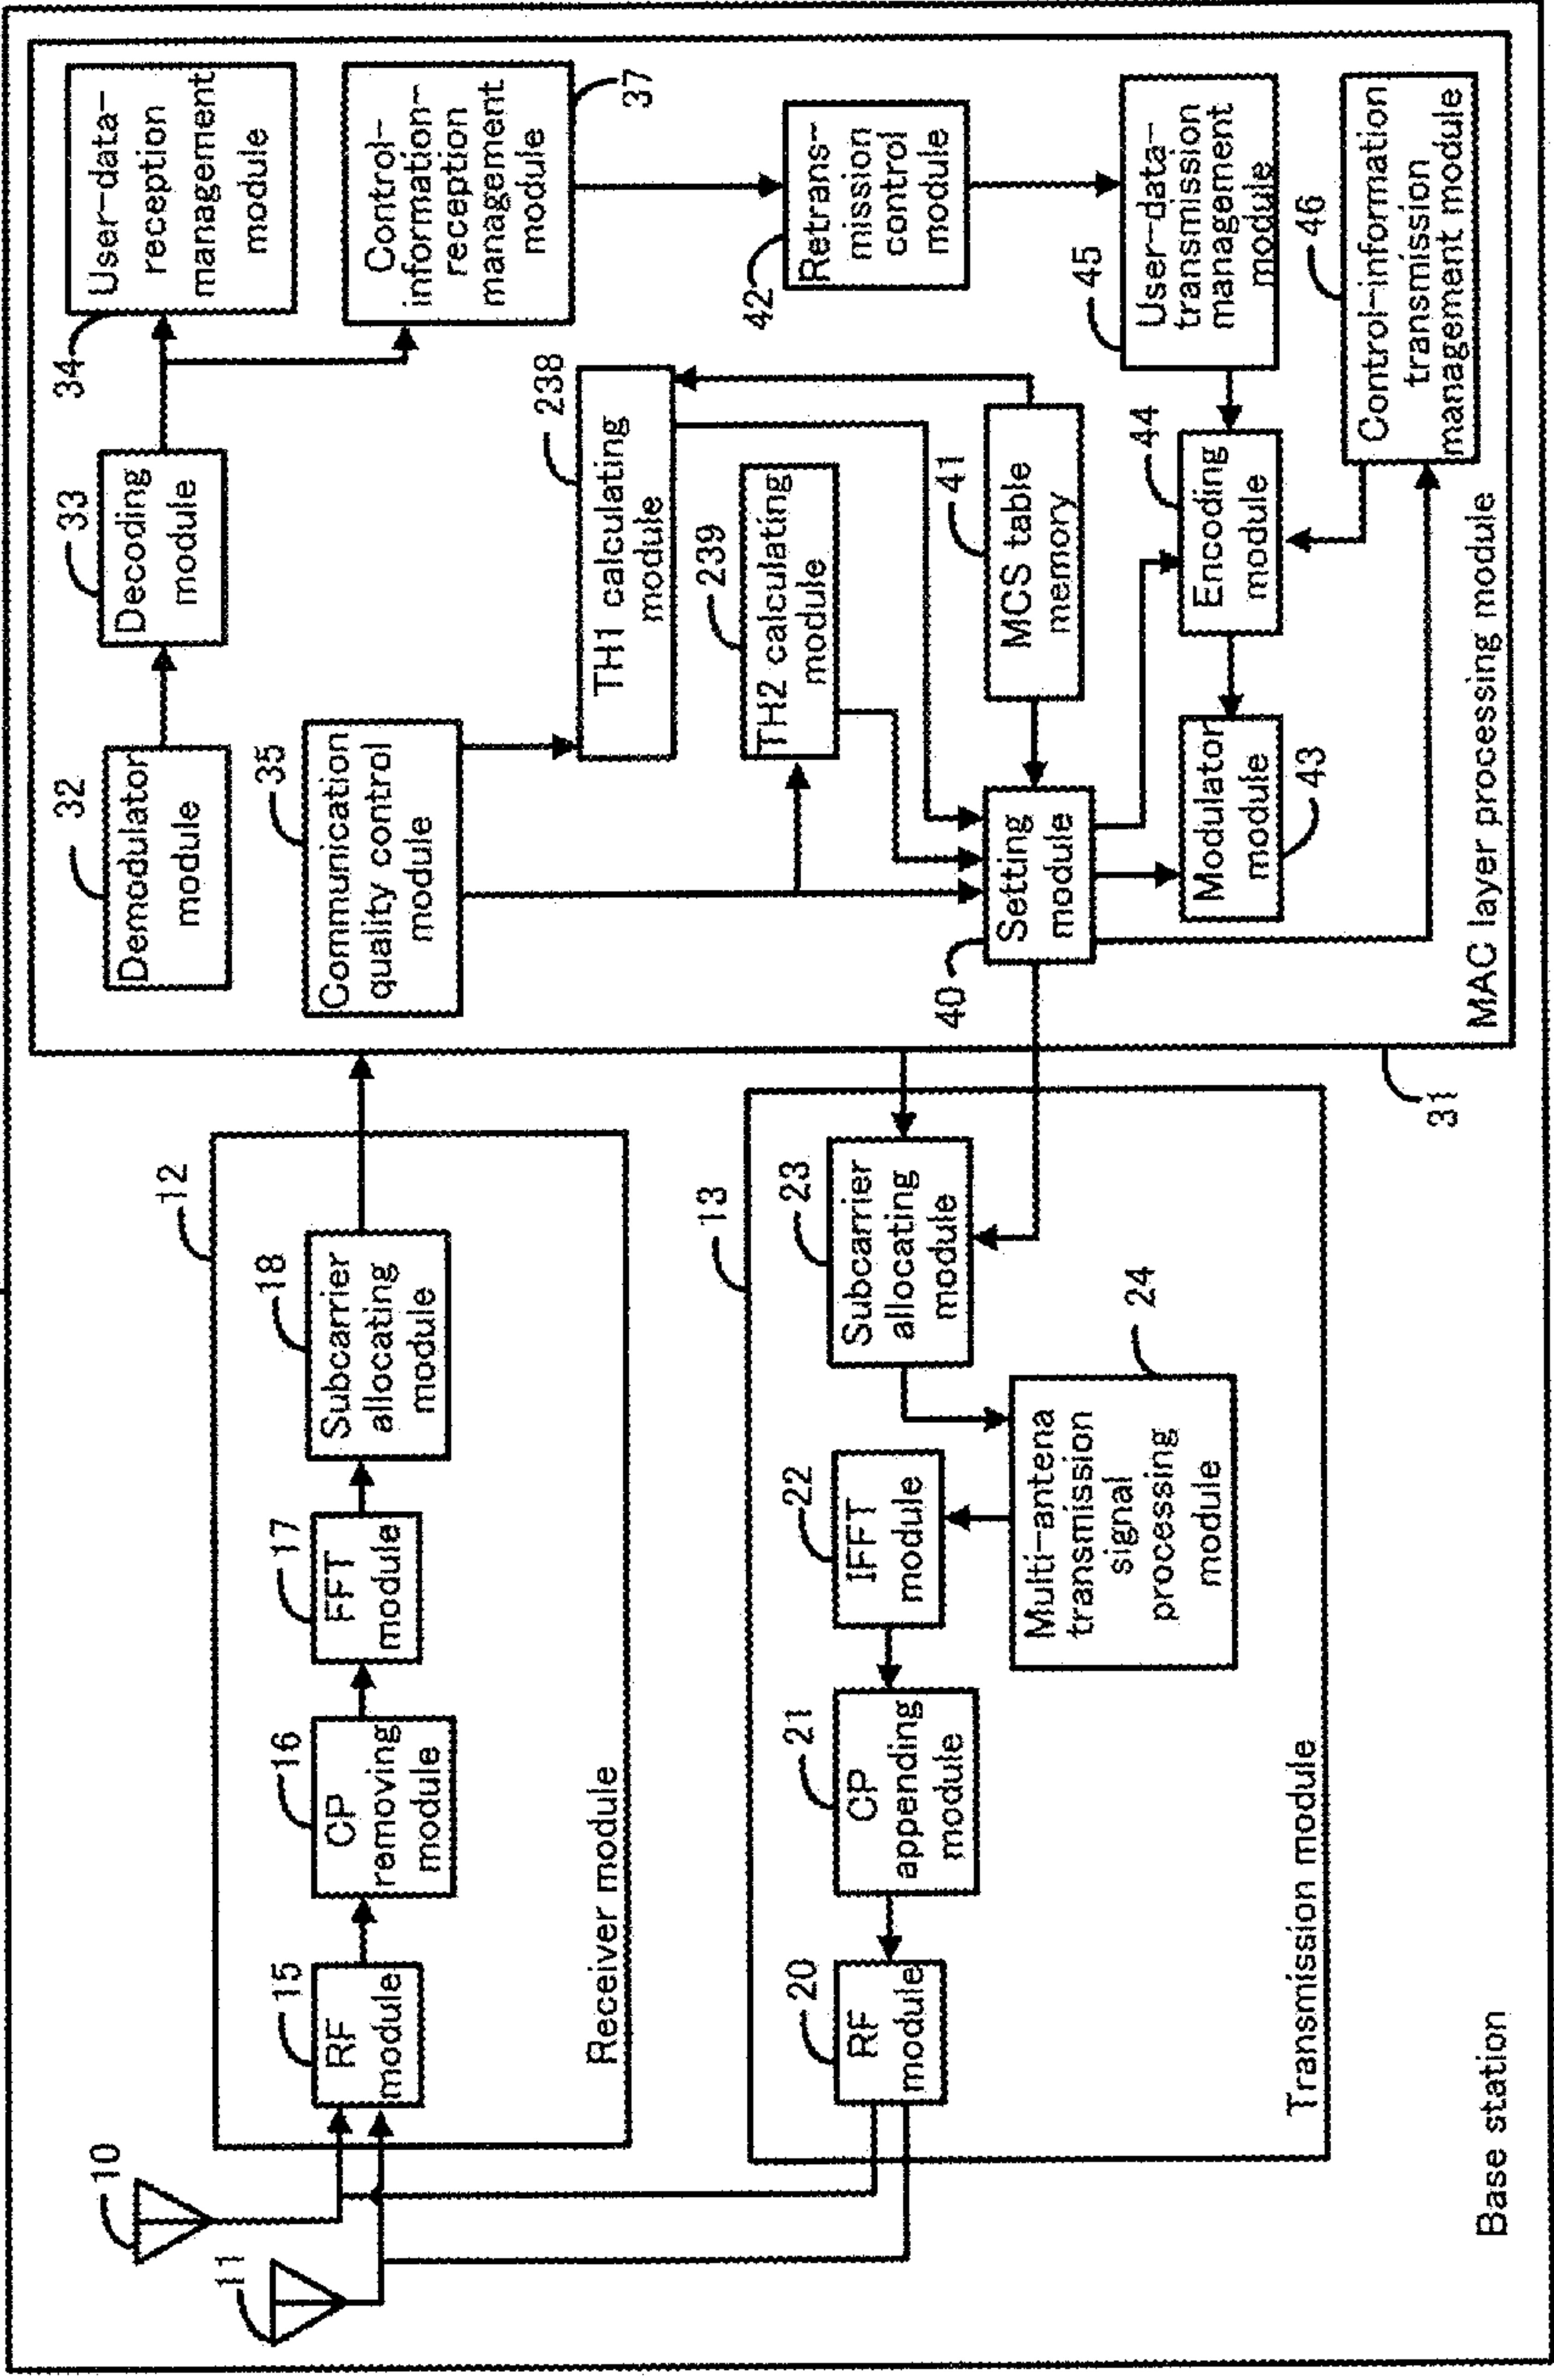 10
11
12
15
RF
module
16
CP
removing
module
17
FFT
module
18
Subcarrier
allocating
module
Receiver module
13
20
RF
module
21
CP
appending
module
22
IFFT
module
23
Subcarrier
allocating
module
24
Multi-antena
transmission
signal
processing
module
Transmission module
Base station
32
Demodulator
module
33
Decoding
module
34
User-data-
reception
management
module
35
Communication
quality control
module
37
Control-
information-
reception
management
module
238
TH1 calculating
module
239
TH2 calculating
module
42
Retrans-
mission
control
module
41
MCS table
memory
40
Setting
module
45
User-data-
transmission
management
module
44
Encoding
module
Modulator
module
43
46
Control-information
transmission
management module
MAC layer processing module
31